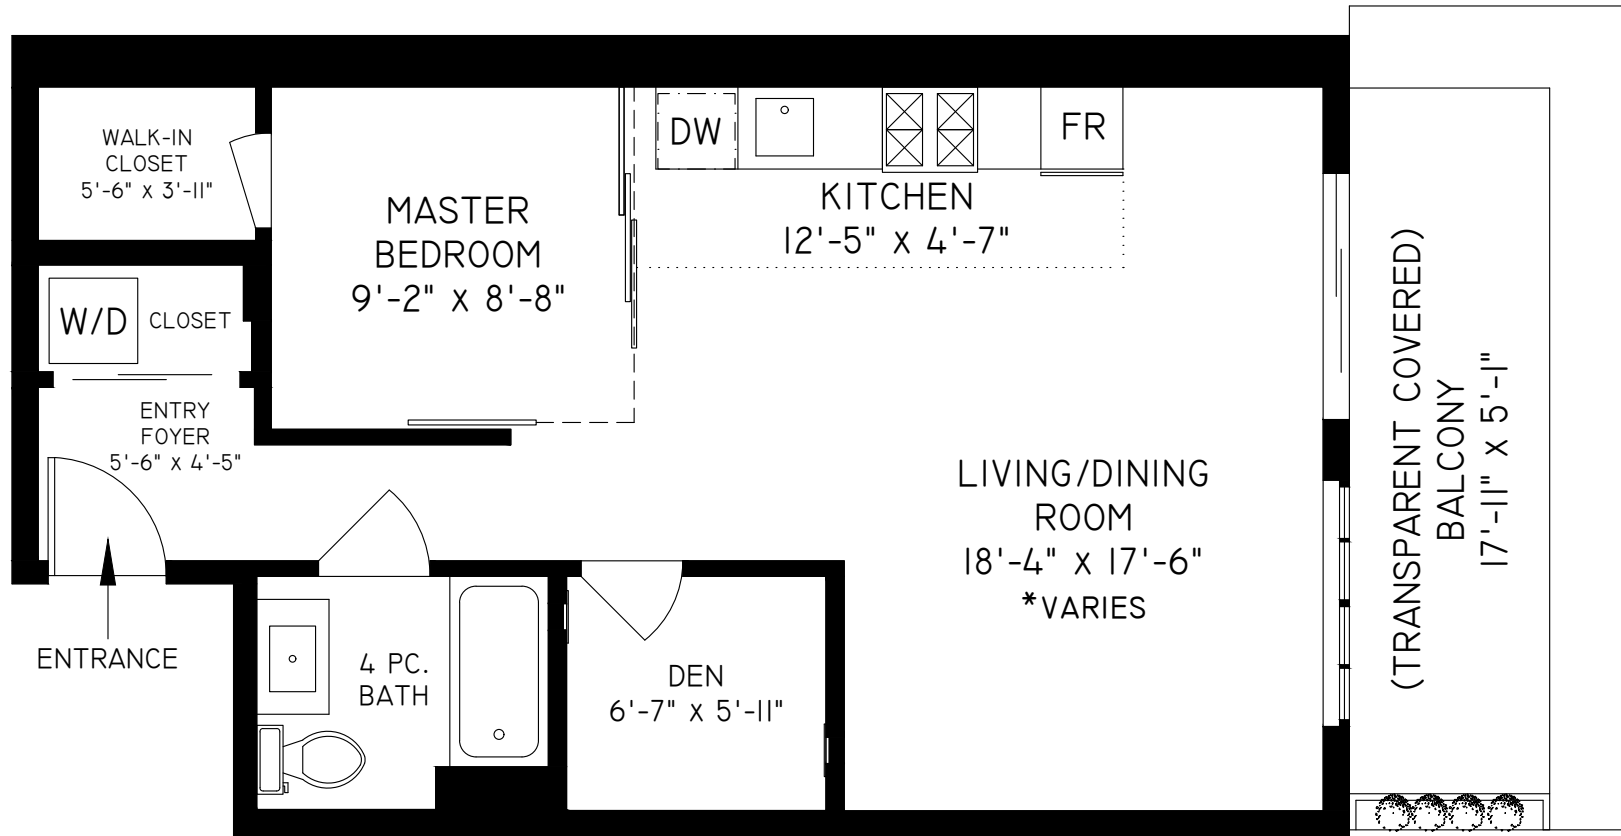 WALK-IN
CLOSET
5'-6" X 3'-11"
MASTER
BEDROOM
9'-2" X 8'-8"
DW
FR
KITCHEN
12'-5" X 4'-7"
W/D
CLOSET
ENTRY
FOYER
5'-6" X 4'-5"
ENTRANCE
4 PC.
BATH
DEN
6'-7" X 5'-11"
LIVING/DINING
ROOM
18'-4" X 17'-6"
*VARIES
(TRANSPARENT COVERED)
BALCONY
17'-11" X 5'-1"